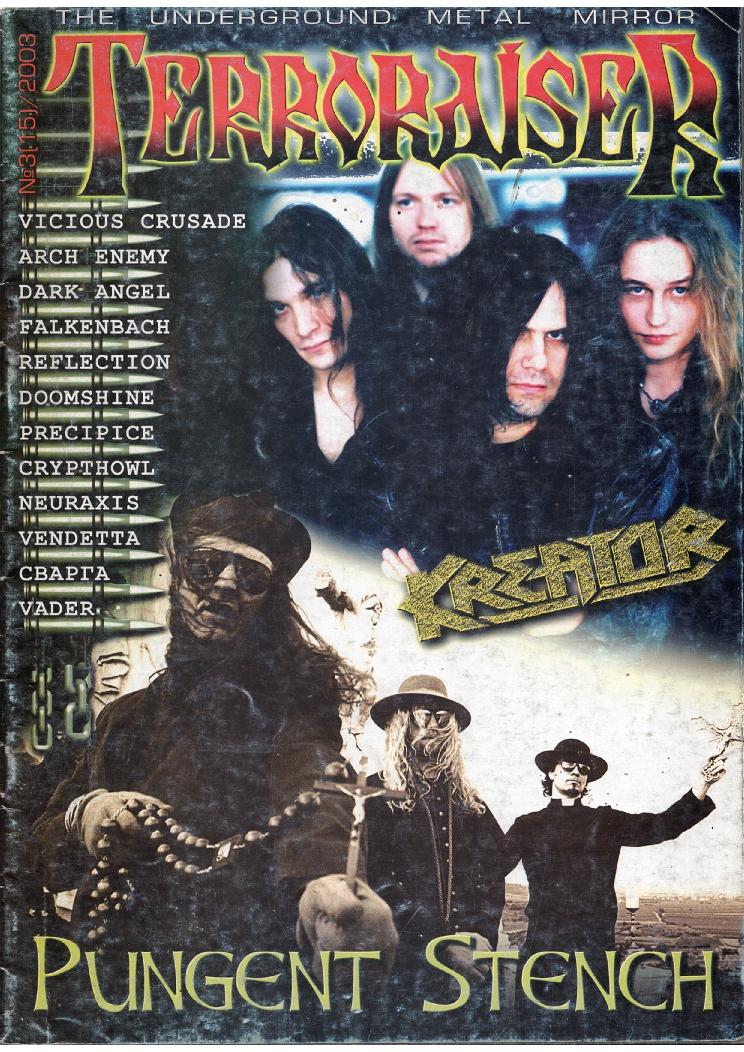 THE UNDERGROUND METAL MIRROR
TERRORAISER
№3(15)/2003
VICIOUS CRUSADE
ARCH ENEMY
DARK ANGEL
FALKENBACH
REFLECTION
DOOMSHINE
PRECIPICE
CRYPTHOWL
NEURAXIS
VENDETTA
СВАРГА
VADER
KREATOR
PUNGENT STENCH